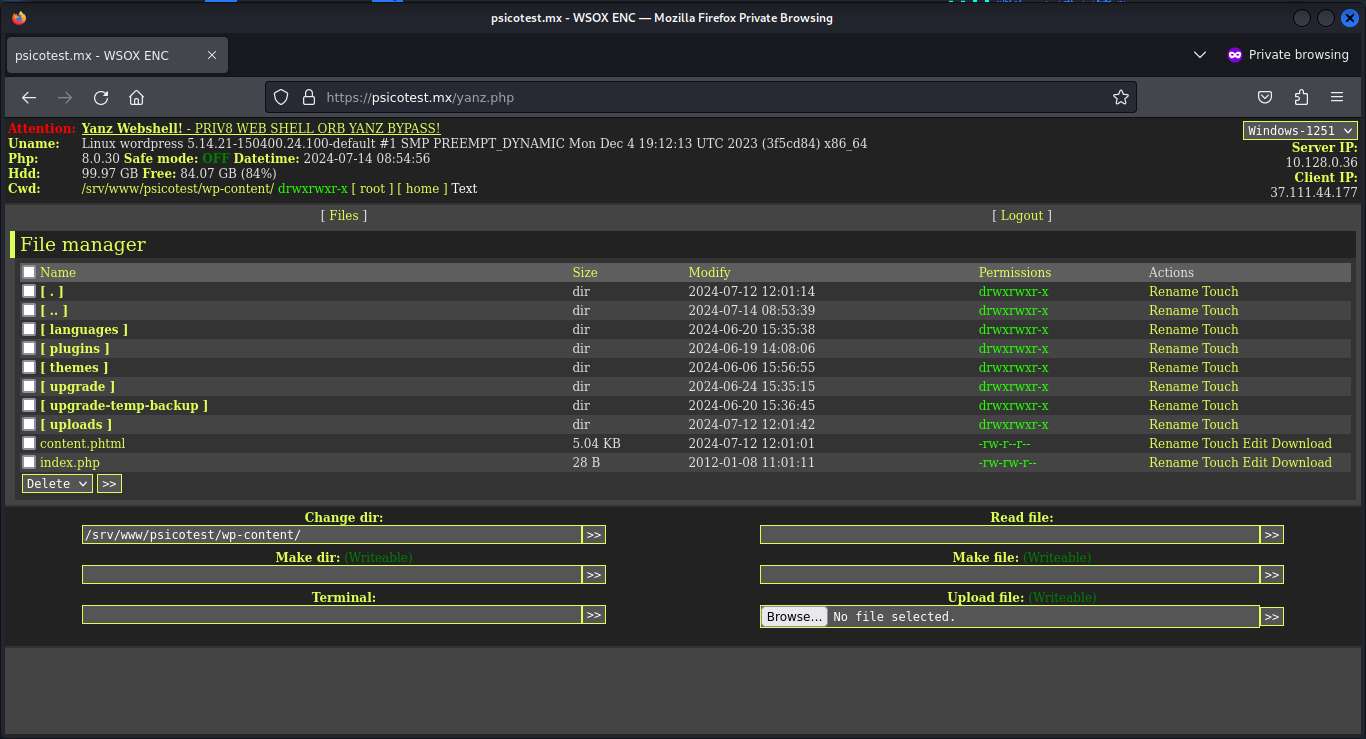 psicotest.mx - WSOX ENC — Mozilla Firefox Private Browsing
psicotest.mx - WSOX ENC
Private browsing
https://psicotest.mx/yanz.php
Attention: Yanz Webshell! - PRIV8 WEB SHELL ORB YANZ BYPASS!
Windows-1251
Uname: Linux wordpress 5.14.21-150400.24.100-default #1 SMP PREEMPT_DYNAMIC Mon Dec 4 19:12:13 UTC 2023 (3f5cd84) x86_64
Server IP:
Php: 8.0.30 Safe mode: OFF Datetime: 2024-07-14 08:54:56
10.128.0.36
Hdd: 99.97 GB Free: 84.07 GB (84%)
Client IP:
Cwd: /srv/www/psicotest/wp-content/ drwxrwxr-x [ root ] [ home ] Text
37.111.44.177
[ Files ] [ Logout ]
File manager
Name Size Modify Permissions Actions
[ . ] dir 2024-07-12 12:01:14 drwxrwxr-x Rename Touch
[ .. ] dir 2024-07-14 08:53:39 drwxrwxr-x Rename Touch
[ languages ] dir 2024-06-20 15:35:38 drwxrwxr-x Rename Touch
[ plugins ] dir 2024-06-19 14:08:06 drwxrwxr-x Rename Touch
[ themes ] dir 2024-06-06 15:56:55 drwxrwxr-x Rename Touch
[ upgrade ] dir 2024-06-24 15:35:15 drwxrwxr-x Rename Touch
[ upgrade-temp-backup ] dir 2024-06-20 15:36:45 drwxrwxr-x Rename Touch
[ uploads ] dir 2024-07-12 12:01:42 drwxrwxr-x Rename Touch
content.phtml 5.04 KB 2024-07-12 12:01:01 -rw-r--r-- Rename Touch Edit Download
index.php 28 B 2012-01-08 11:01:11 -rw-rw-r-- Rename Touch Edit Download
Delete >>
Change dir: Read file:
/srv/www/psicotest/wp-content/ >> >>
Make dir: (Writeable) Make file: (Writeable)
>> >>
Terminal: Upload file: (Writeable)
>> Browse... No file selected. >>